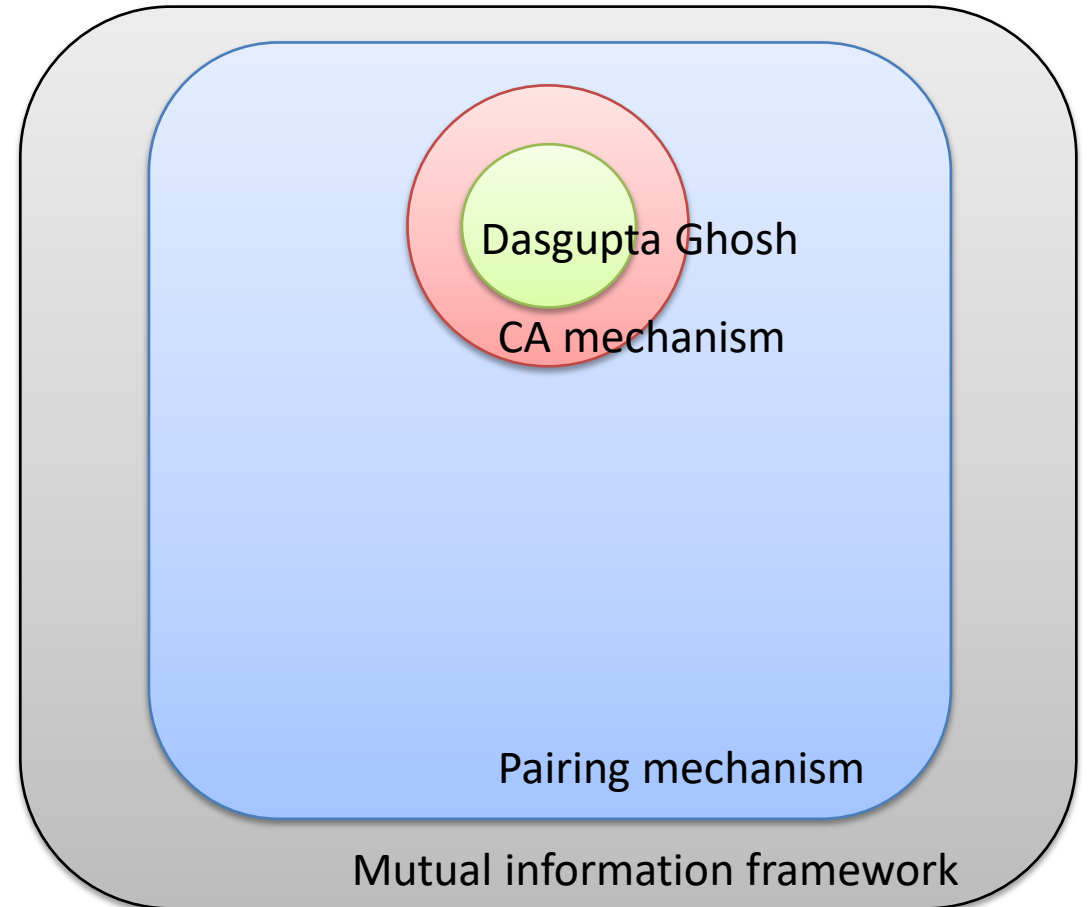 Dasgupta Ghosh
CA mechanism
Pairing mechanism
Mutual information framework